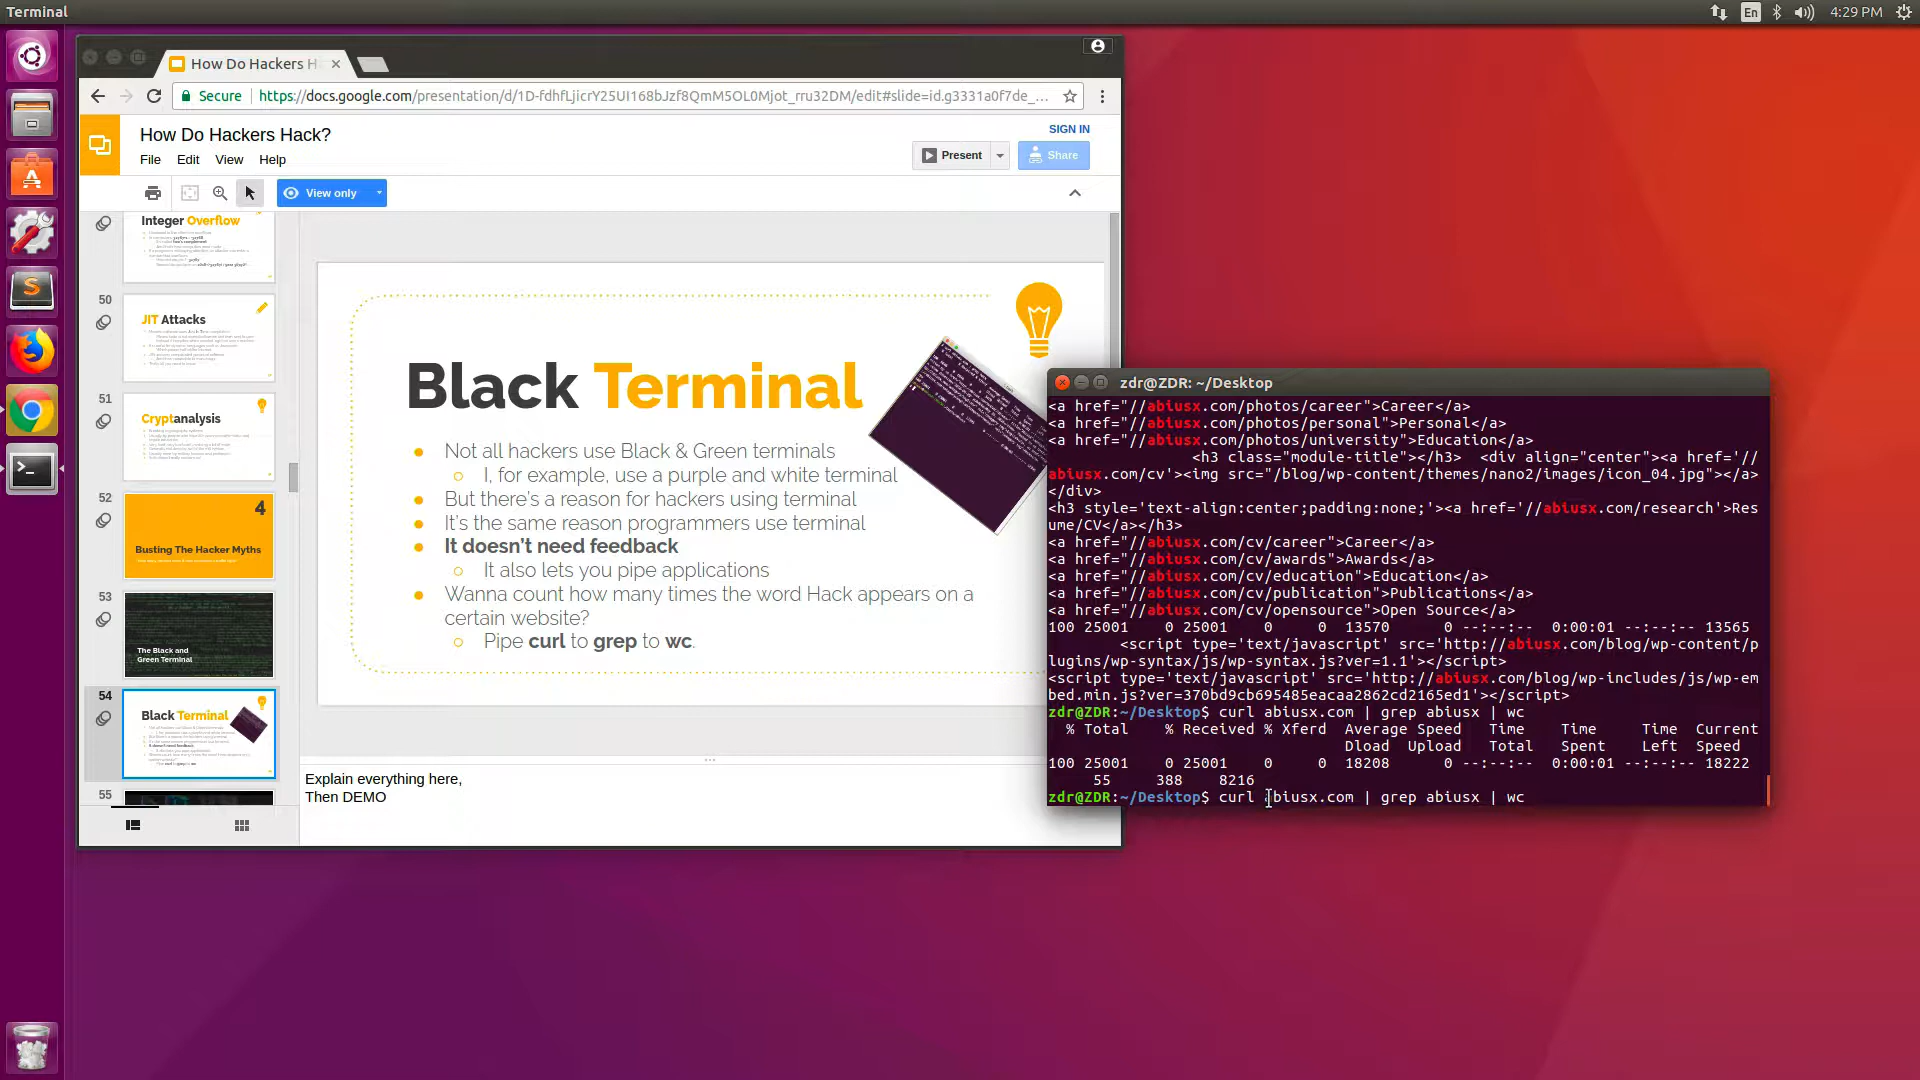 Terminal
En
4:29 PM
How Do Hackers H
Secure
https://docs.google.com/presentation/d/1D-fdhfLjicrY25UI168bJzf8QmM5OL0Mjot_rru32DM/edit#slide=id.g3331a0f7de_...
How Do Hackers Hack?
SIGN IN
File Edit View Help
Present
Share
View only
Integer Overflow
50
JIT Attacks
51
Cryptanalysis
52
4
Busting The Hacker Myths
53
The Black and
Green Terminal
54
Black Terminal
55
Black Terminal
Not all hackers use Black & Green terminals
I, for example, use a purple and white terminal
But there's a reason for hackers using terminal
It's the same reason programmers use terminal
It doesn't need feedback
It also lets you pipe applications
Wanna count how many times the word Hack appears on a
certain website?
Pipe curl to grep to wc.
Explain everything here,
Then DEMO
zdr@ZDR: ~/Desktop
<a href="//abiusx.com/photos/career">Career</a>
<a href="//abiusx.com/photos/personal">Personal</a>
<a href="//abiusx.com/photos/university">Education</a>
<h3 class="module-title"></h3>  <div align="center"><a href='//
abiusx.com/cv'><img src="/blog/wp-content/themes/nano2/images/icon_04.jpg"></a>
</div>
<h3 style='text-align:center;padding:none;'><a href='//abiusx.com/research'>Res
ume/CV</a></h3>
<a href="//abiusx.com/cv/career">Career</a>
<a href="//abiusx.com/cv/awards">Awards</a>
<a href="//abiusx.com/cv/education">Education</a>
<a href="//abiusx.com/cv/publication">Publications</a>
<a href="//abiusx.com/cv/opensource">Open Source</a>
100 25001    0 25001    0     0  13570      0 --:--:--  0:00:01 --:--:-- 13565
<script type='text/javascript' src='http://abiusx.com/blog/wp-content/p
lugins/wp-syntax/js/wp-syntax.js?ver=1.1'></script>
<script type='text/javascript' src='http://abiusx.com/blog/wp-includes/js/wp-em
bed.min.js?ver=370bd9cb695485eacaa2862cd2165ed1'></script>
zdr@ZDR:~/Desktop$ curl abiusx.com | grep abiusx | wc
% Total    % Received % Xferd  Average Speed   Time    Time     Time  Current
Dload  Upload   Total   Spent    Left  Speed
100 25001    0 25001    0     0  18208      0 --:--:--  0:00:01 --:--:-- 18222
55     388    8216
zdr@ZDR:~/Desktop$ curl abiusx.com | grep abiusx | wc